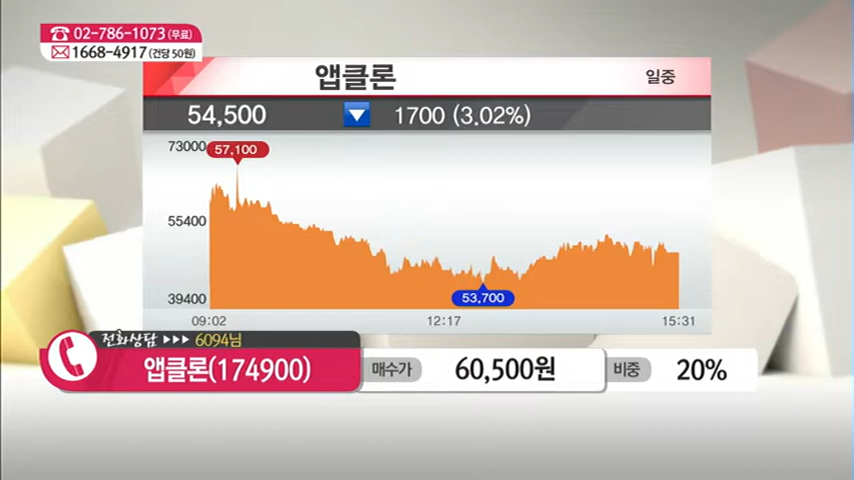 02-786-1073(무료)
1668-4917(건당 50원)
앱클론
일중
54,500 1700 (3.02%)
73000
57,100
55400
53,700
39400
09:02 12:17 15:31
전화상담 6094님
앱클론(174900) 매수가 60,500원 비중 20%